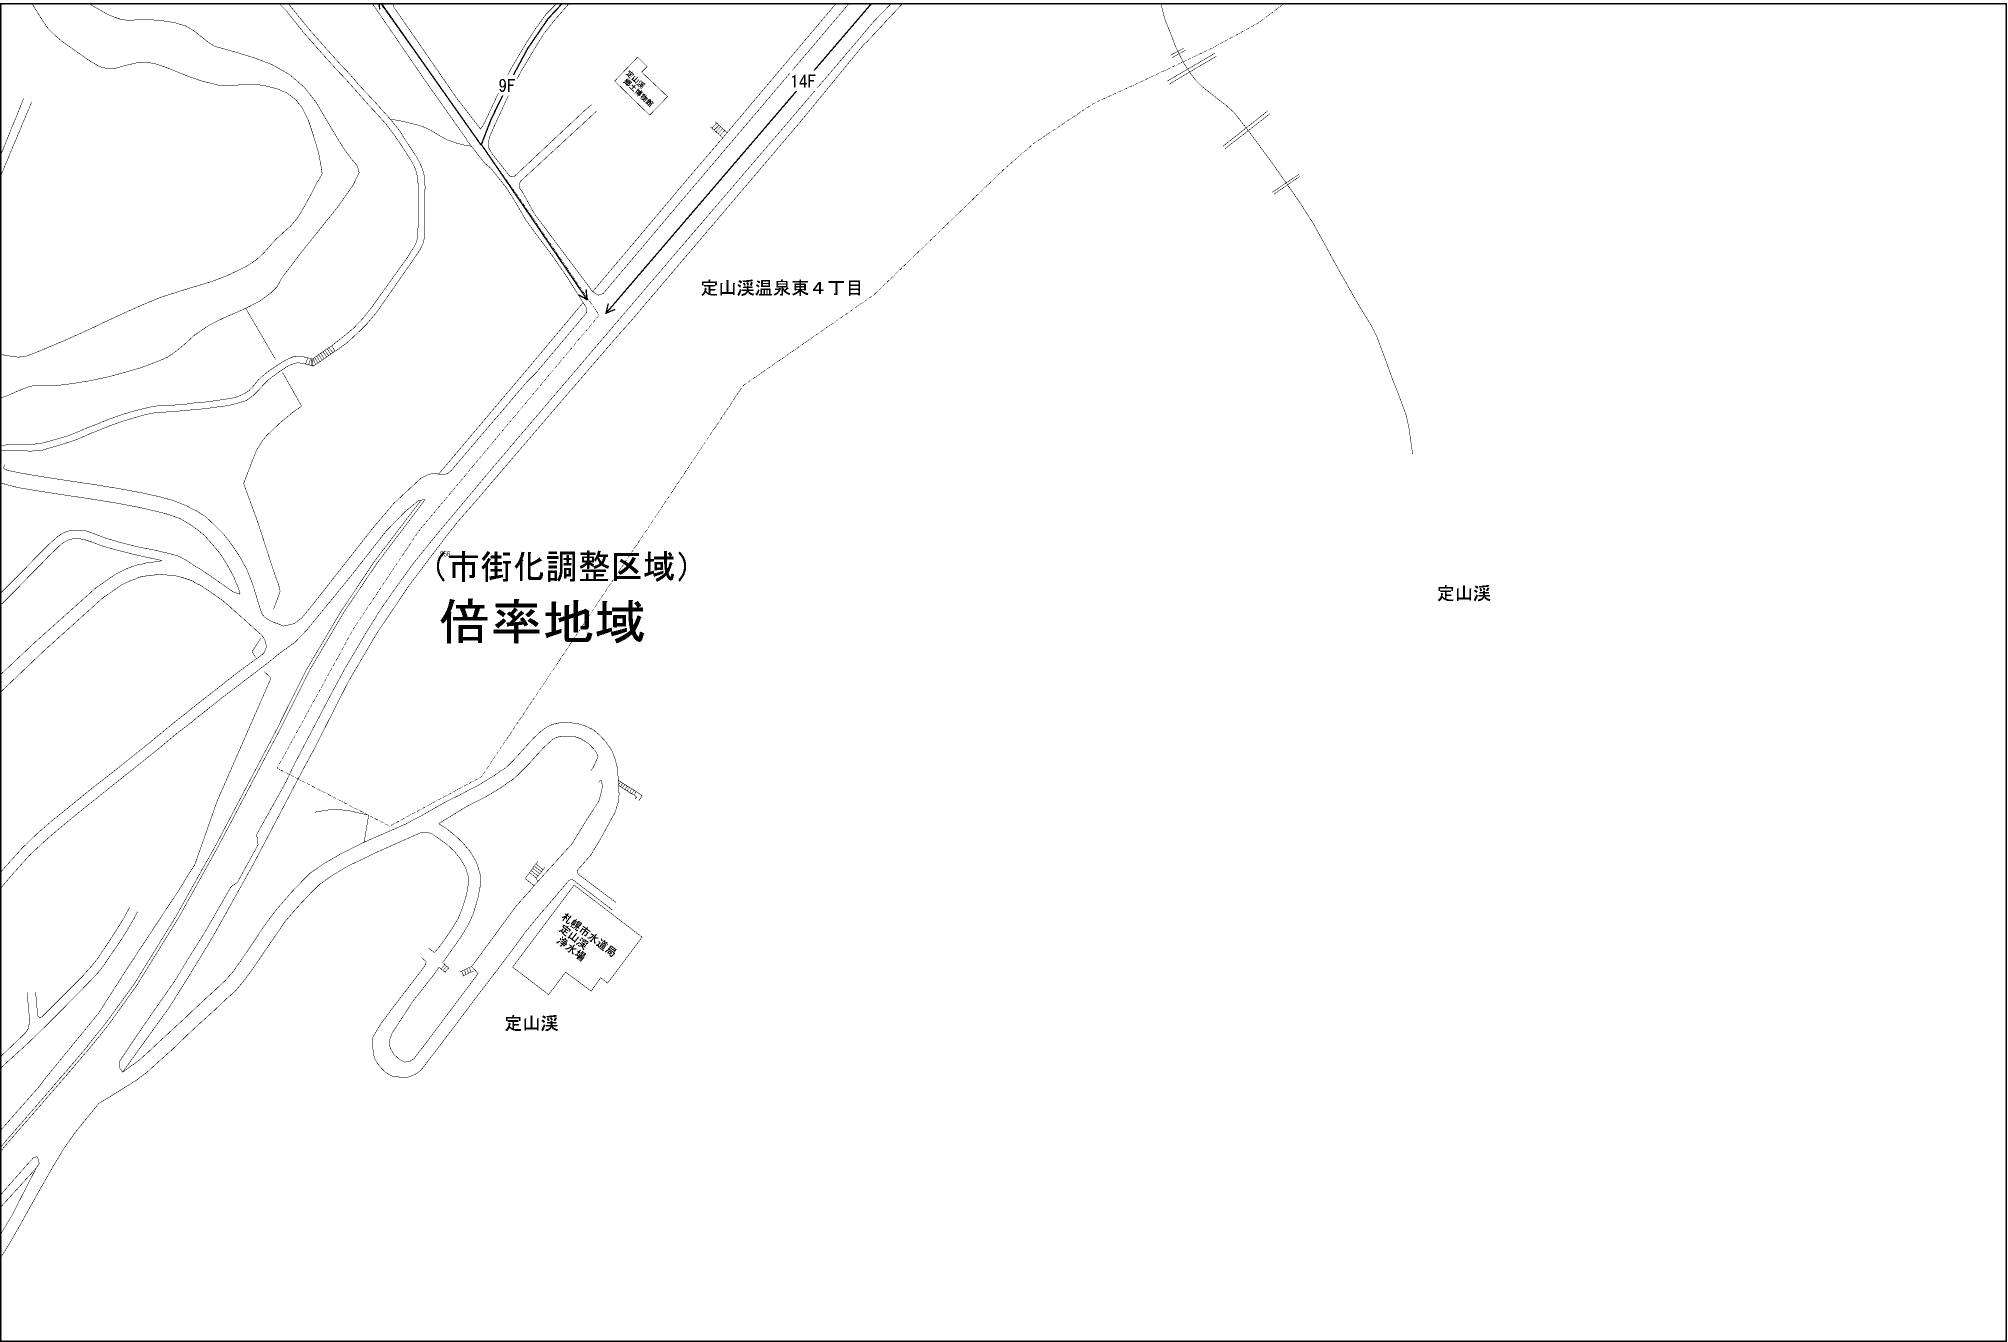 9F
14F
定山渓
郷土博物館
定山渓温泉東４丁目
（市街化調整区域）
倍率地域
定山渓
札幌市水道局
定山渓
浄水場
定山渓